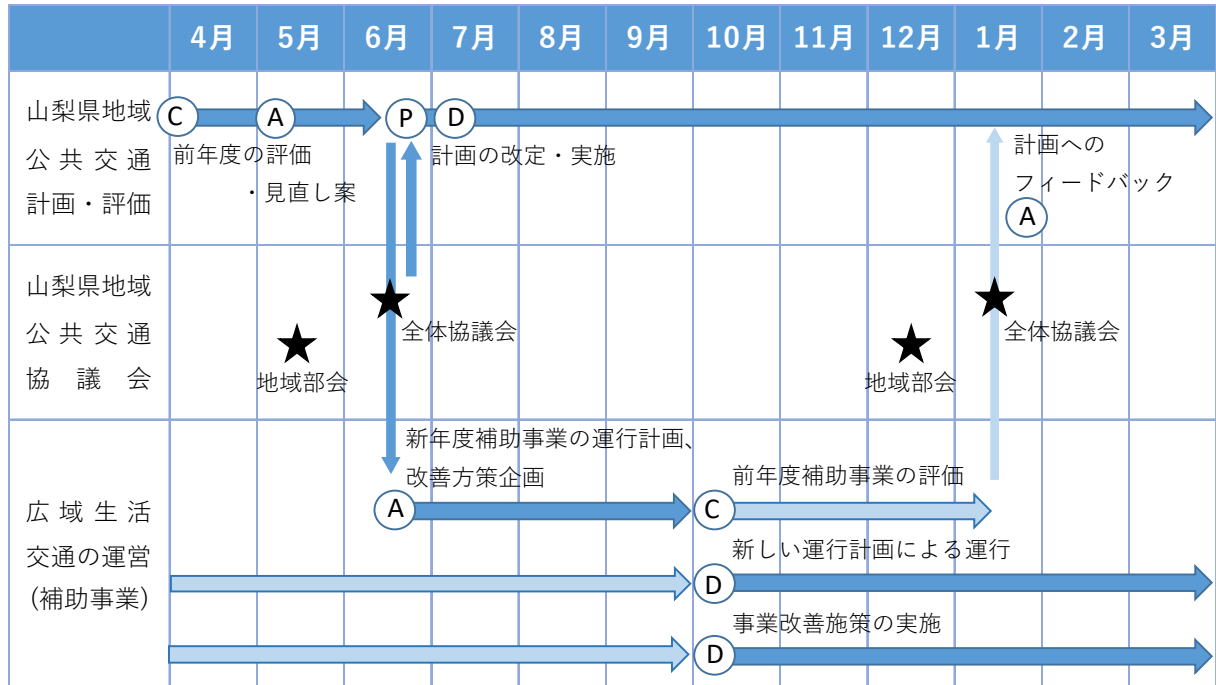 4月 5月 6月 7月 8月 9月 10月 11月 12月 1月 2月 3月
山梨県地域
公共交通
計画・評価
C
A
P
D
前年度の評価
・見直し案
計画の改定・実施
計画への
フィードバック
A
山梨県地域
公共交通
協議会
全体協議会
地域部会
全体協議会
地域部会
広域生活
交通の運営
(補助事業)
新年度補助事業の運行計画、
改善方策企画
A
前年度補助事業の評価
C
新しい運行計画による運行
D
事業改善施策の実施
D